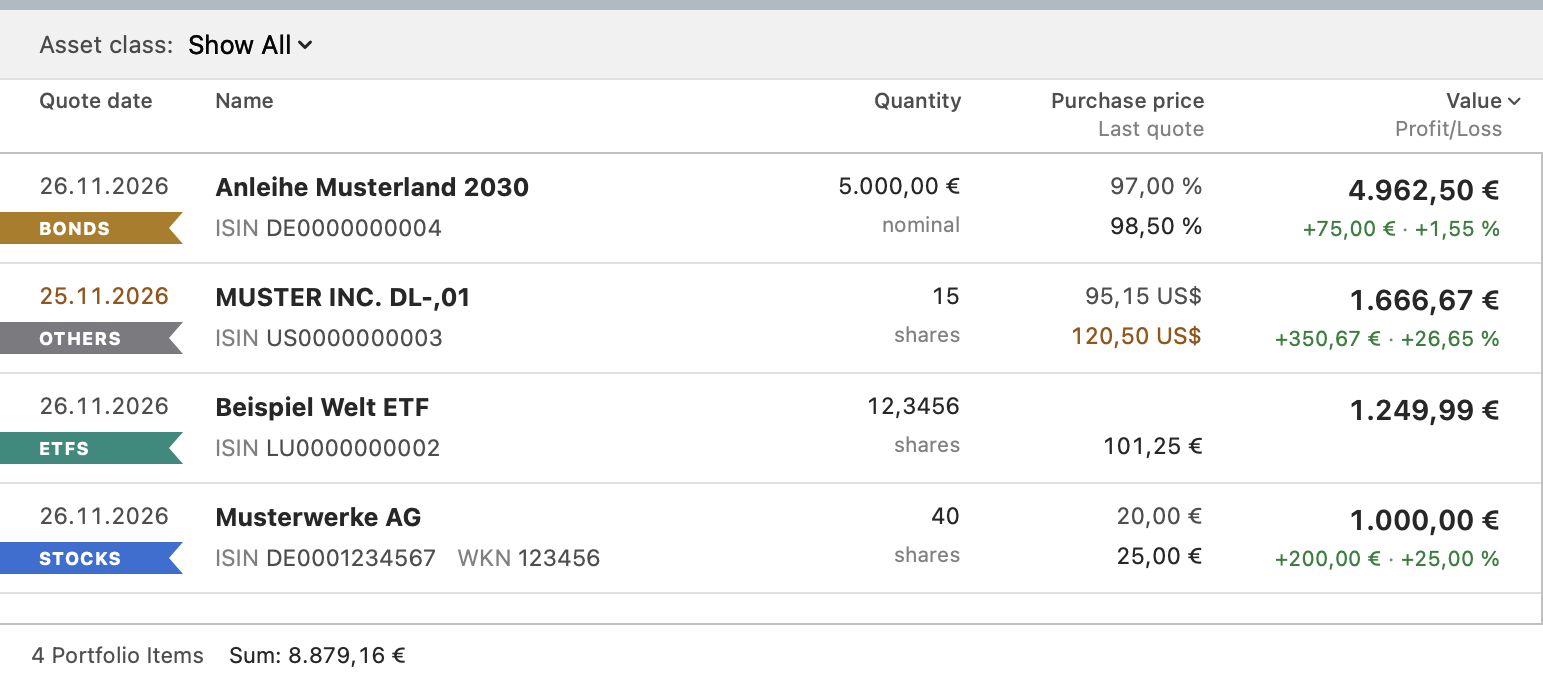 Asset class: Show All
Quote date Name Quantity Purchase price Value
Last quote Profit/Loss
26.11.2026 Anleihe Musterland 2030 5.000,00 € 97,00 % 4.962,50 €
BONDS ISIN DE0000000004 nominal 98,50 % +75,00 € · +1,55 %
25.11.2026 MUSTER INC. DL-,01 15 95,15 US$ 1.666,67 €
OTHERS ISIN US0000000003 shares 120,50 US$ +350,67 € · +26,65 %
26.11.2026 Beispiel Welt ETF 12,3456 1.249,99 €
ETFS ISIN LU0000000002 shares 101,25 €
26.11.2026 Musterwerke AG 40 20,00 € 1.000,00 €
STOCKS ISIN DE0001234567 WKN 123456 shares 25,00 € +200,00 € · +25,00 %
4 Portfolio Items Sum: 8.879,16 €